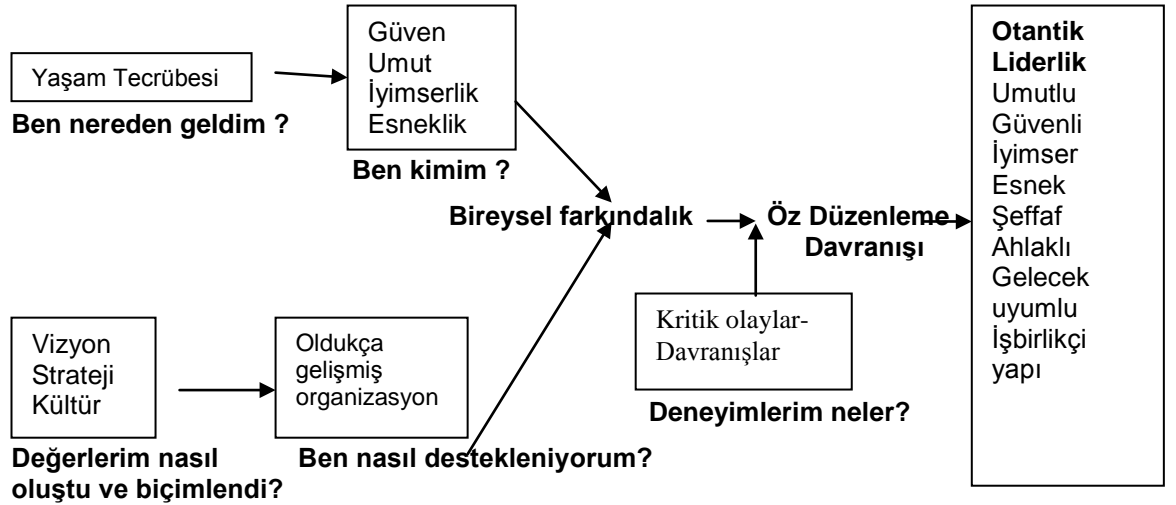 Yaşam Tecrübesi
Ben nereden geldim ?
Güven
Umut
İyimserlik
Esneklik
Ben kimim ?
Bireysel farkındalık
Öz Düzenleme
Davranışı
Vizyon
Strateji
Kültür
Değerlerim nasıl
oluştu ve biçimlendi?
Oldukça
gelişmiş
organizasyon
Ben nasıl destekleniyorum?
Kritik olaylar-
Davranışlar
Deneyimlerim neler?
Otantik
Liderlik
Umutlu
Güvenli
İyimser
Esnek
Şeffaf
Ahlaklı
Gelecek
uyumlu
İşbirlikçi
yapı